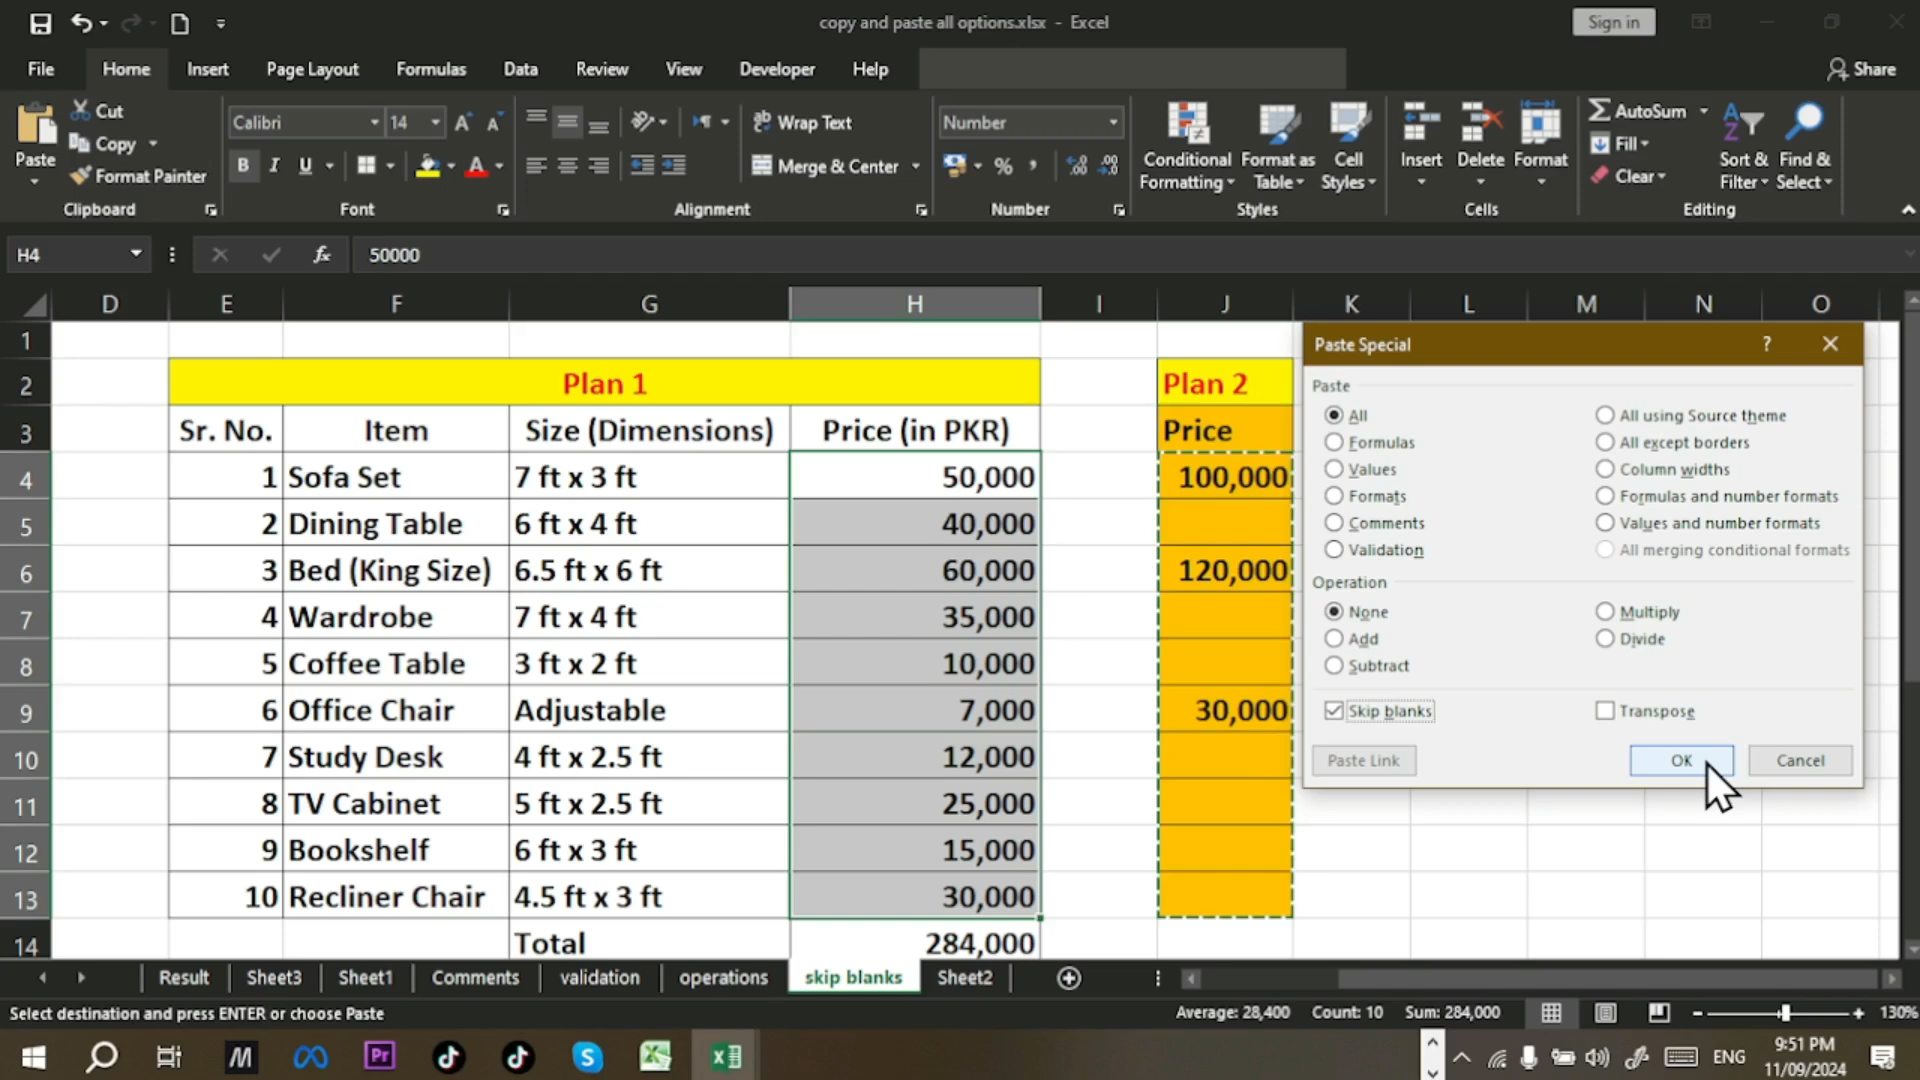 copy and paste all options.xlsx - Excel
Sign in
File Home Insert Page Layout Formulas Data Review View Developer Help
Share
Paste
Cut
Copy
Format Painter
Clipboard
Calibri 14
B I U
Font
Wrap Text
Merge & Center
Alignment
Number
Number
Conditional Formatting
Format as Table
Cell Styles
Styles
Insert
Delete
Format
Cells
AutoSum
Fill
Clear
Sort & Filter
Find & Select
Editing
H4 fx 50000
D E F G H I J K L M N O
1
2 Plan 1 Plan 2
3 Sr. No. Item Size (Dimensions) Price (in PKR) Price
4 1 Sofa Set 7 ft x 3 ft 50,000 100,000
5 2 Dining Table 6 ft x 4 ft 40,000
6 3 Bed (King Size) 6.5 ft x 6 ft 60,000 120,000
7 4 Wardrobe 7 ft x 4 ft 35,000
8 5 Coffee Table 3 ft x 2 ft 10,000
9 6 Office Chair Adjustable 7,000 30,000
10 7 Study Desk 4 ft x 2.5 ft 12,000
11 8 TV Cabinet 5 ft x 2.5 ft 25,000
12 9 Bookshelf 6 ft x 3 ft 15,000
13 10 Recliner Chair 4.5 ft x 3 ft 30,000
14 Total 284,000
Paste Special ?
Paste
All All using Source theme
Formulas All except borders
Values Column widths
Formats Formulas and number formats
Comments Values and number formats
Validation All merging conditional formats
Operation
None Multiply
Add Divide
Subtract
Skip blanks Transpose
Paste Link OK Cancel
Result Sheet3 Sheet1 Comments validation operations skip blanks Sheet2
Select destination and press ENTER or choose Paste
Average: 28,400 Count: 10 Sum: 284,000
130%
ENG
9:51 PM
11/09/2024